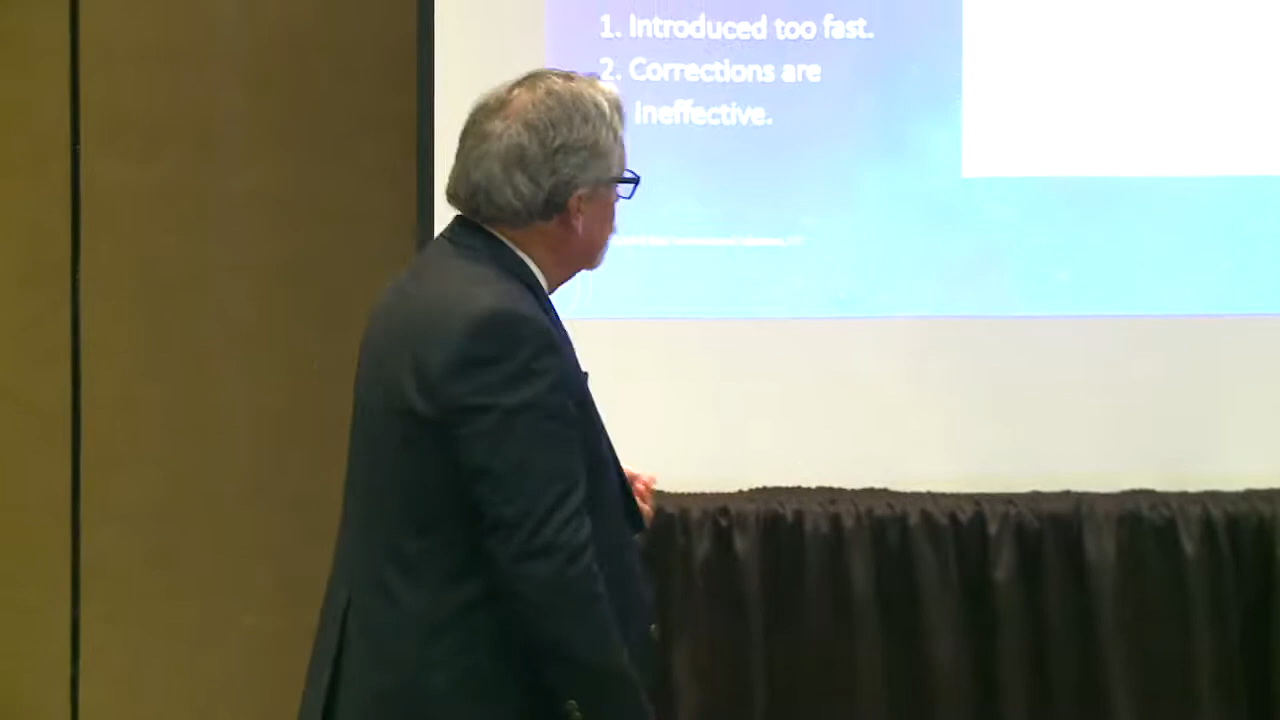 1. Introduced too fast.
2. Corrections are
ineffective.